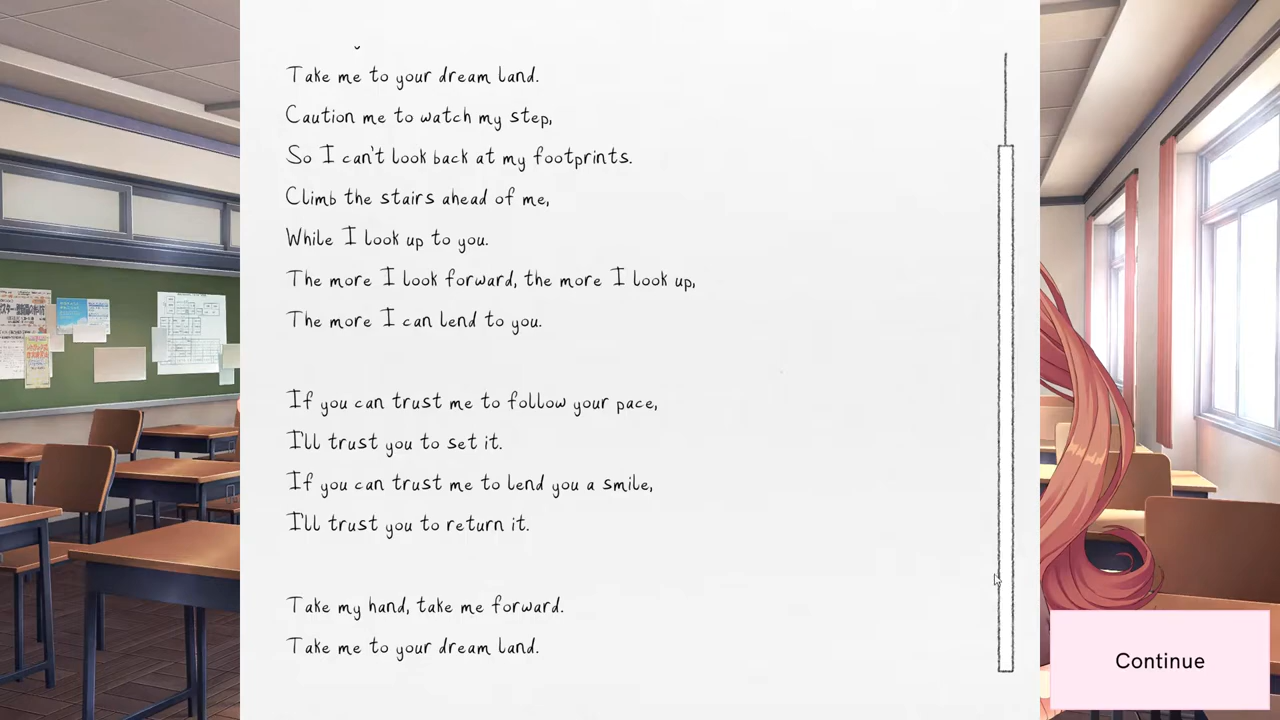 Take me to your dream land.
Caution me to watch my step,
So I can't look back at my footprints.
Climb the stairs ahead of me,
While I look up to you.
The more I look forward, the more I look up,
The more I can lend to you.
If you can trust me to follow your pace,
I'll trust you to set it.
If you can trust me to lend you a smile,
I'll trust you to return it.
Take my hand, take me forward.
Take me to your dream land.
Continue